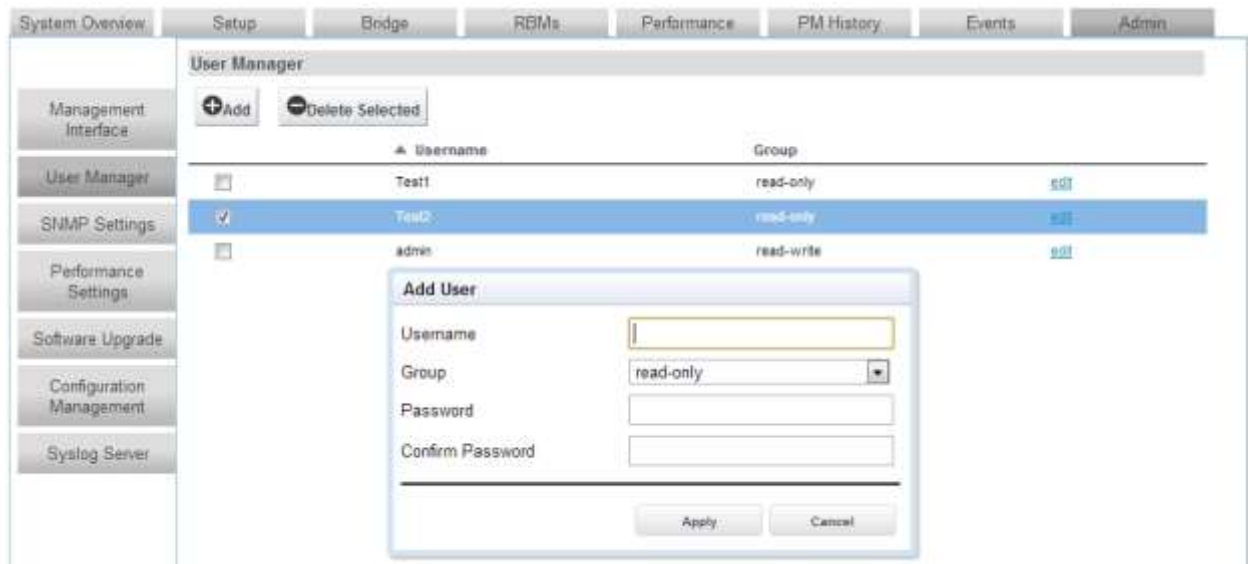 System Overview Setup Bridge RBMs Performance PM History Events Admin
User Manager
Add Delete Selected
Management
Interface
User Manager
SNMP Settings
Performance
Settings
Software Upgrade
Configuration
Management
Syslog Server
Username Group
Test1 read-only edit
Test2 read-only edit
admin read-write edit
Add User
Username
Group read-only
Password
Confirm Password
Apply Cancel